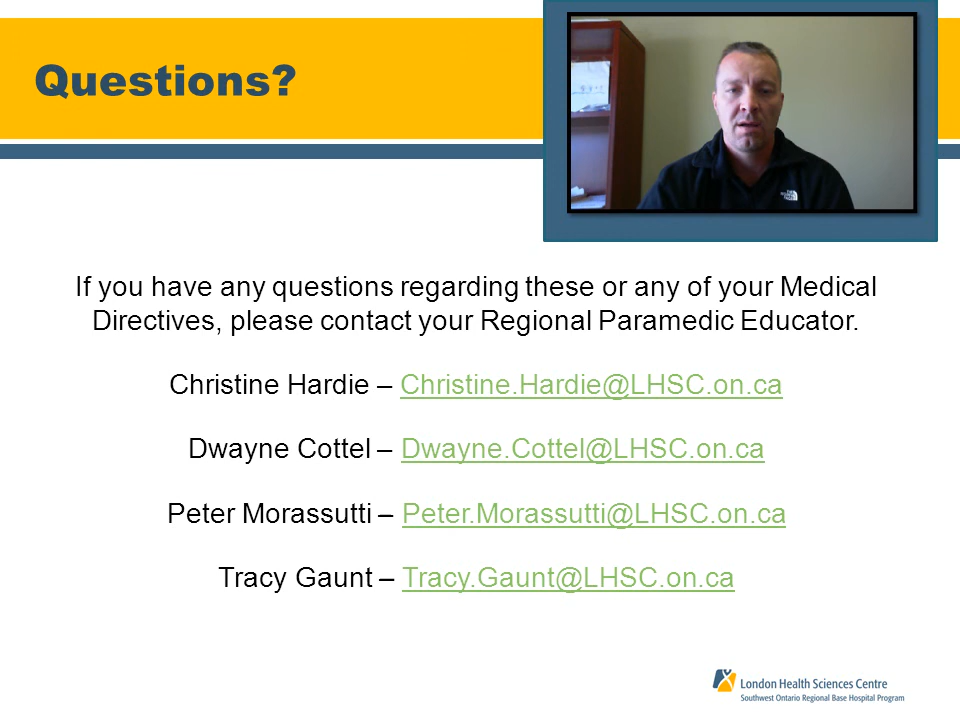 Questions?
If you have any questions regarding these or any of your Medical
Directives, please contact your Regional Paramedic Educator.
Christine Hardie – Christine.Hardie@LHSC.on.ca
Dwayne Cottel – Dwayne.Cottel@LHSC.on.ca
Peter Morassutti – Peter.Morassutti@LHSC.on.ca
Tracy Gaunt – Tracy.Gaunt@LHSC.on.ca
London Health Sciences Centre
Southwest Ontario Regional Base Hospital Program